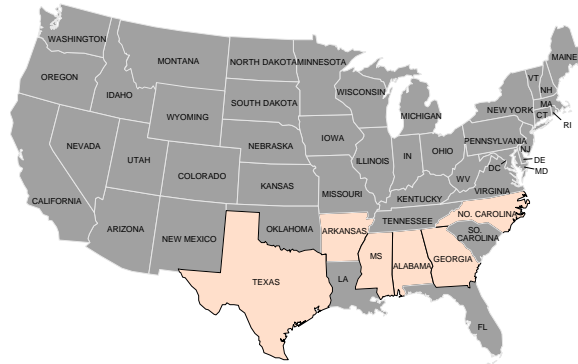 WASHINGTON
MONTANA
NORTH DAKOTA
MINNESOTA
MAINE
OREGON
IDAHO
WYOMING
SOUTH DAKOTA
WISCONSIN
MICHIGAN
VT
NH
NEW YORK
MA
CT
RI
NEVADA
UTAH
COLORADO
NEBRASKA
IOWA
ILLINOIS
IN
OHIO
PENNSYLVANIA
NJ
DE
MD
DC
CALIFORNIA
KANSAS
MISSOURI
KENTUCKY
WV
VIRGINIA
ARIZONA
NEW MEXICO
OKLAHOMA
ARKANSAS
TENNESSEE
NO. CAROLINA
SO.
CAROLINA
TEXAS
LA
MS
ALABAMA
GEORGIA
FL